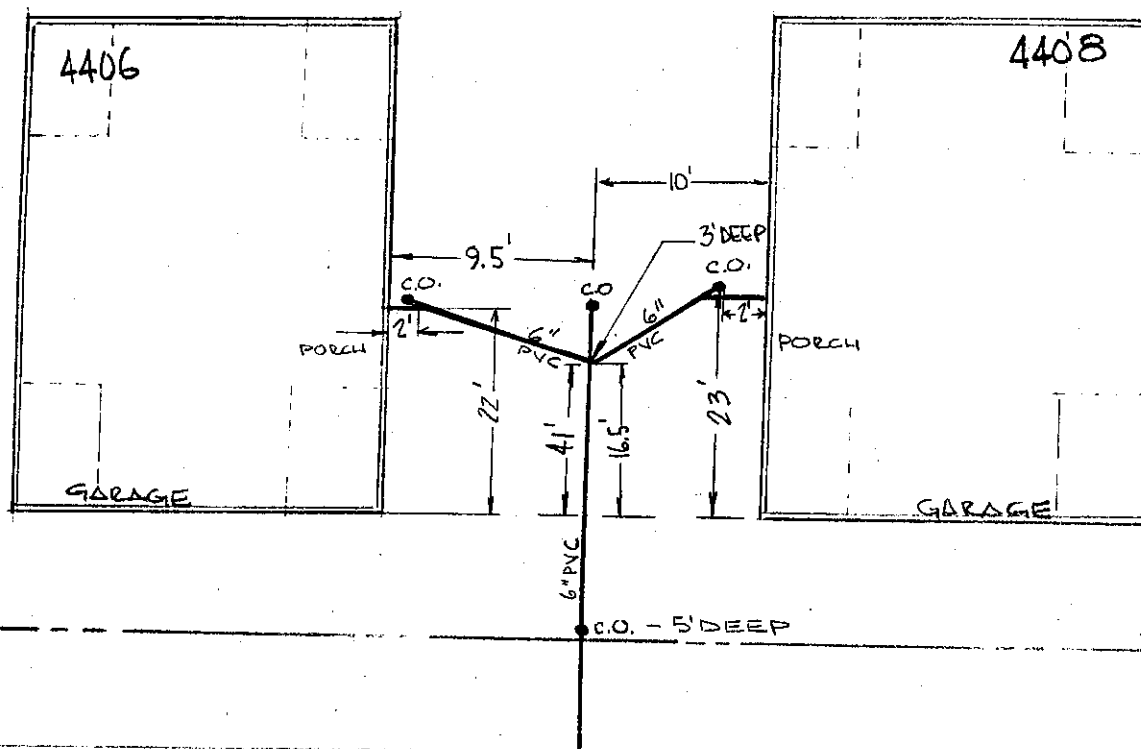 4406
4408
10'
3' DEEP
9.5'
C.O.
C.O
C.O.
2'
2'
6"
PVC
6"
PVC
PORCH
PORCH
22'
41'
16.5'
23'
GARAGE
GARAGE
6" PVC
C.O. - 5' DEEP